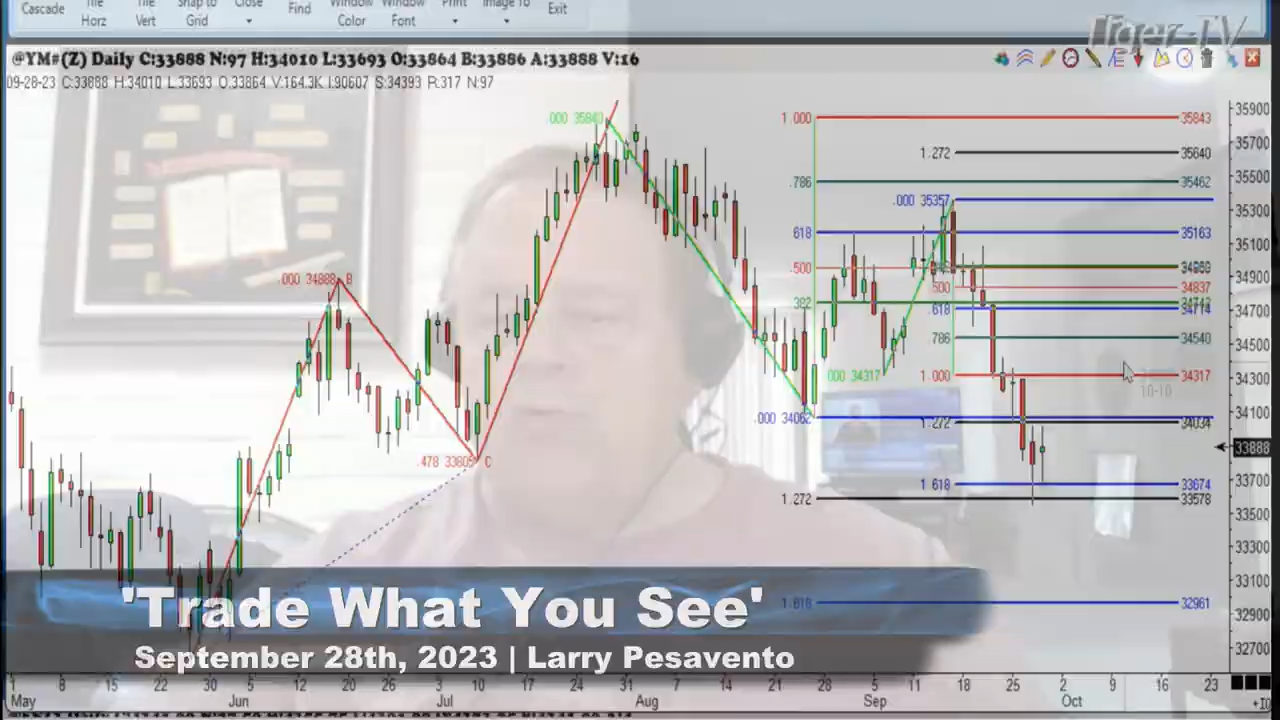 Cascade
Tile Horz
Tile Vert
Snap to Grid
Close
Find
Window Color
Window Font
Print
Image To
Exit
Tiger-TV
@YM#(Z) Daily C:33888 N:97 H:34010 L:33693 O:33864 B:33886 A:33888 V:16
09-28-23 C:33888 H:34010 L:33693 O:33864 V:164.3K I:90607 S:34393 R:317 N:97
.000 35840
.000 34888 B
.478 33805 C
.000 34062
.000 34317
.000 35357
1.000 35843
1.272 35640
.786 35462
.618 35163
.500
.500 34837
.382
.618 34714
.786 34540
1.000 34317
1.272 34034
1.618 33674
1.272 33578
1.618 32961
10-10
35900
35700
35500
35300
35100
34900
34700
34500
34300
34100
33888
33700
33500
33300
33100
32900
32700
'Trade What You See'
September 28th, 2023 | Larry Pesavento
1 8 15 22 30 5 12 20 26 3 10 17 24 31 7 14 21 28 5 11 18 25 2 9 16 23
May Jun Jul Aug Sep Oct